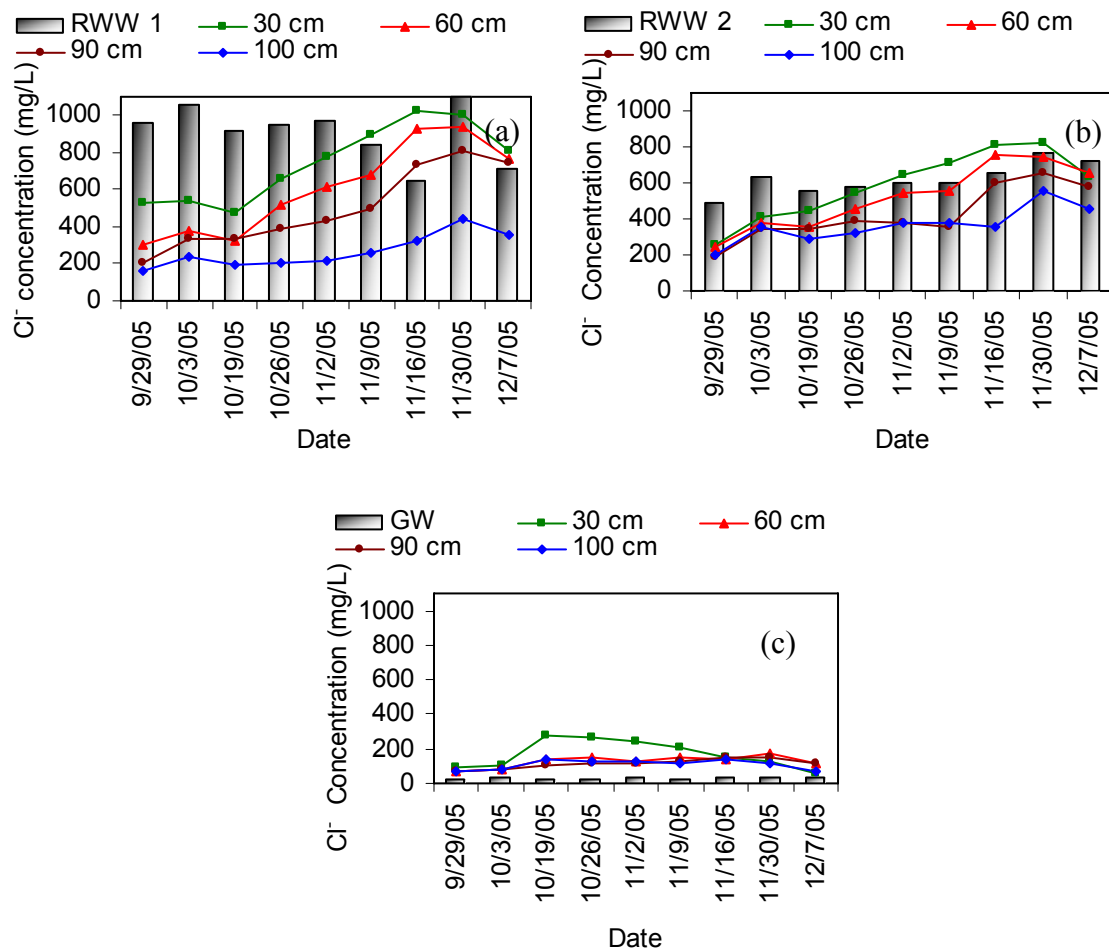 RWW 1 30 cm 60 cm
90 cm 100 cm
Cl- concentration (mg/L)
1000
800
600
400
200
0
(a)
9/29/05 10/3/05 10/19/05 10/26/05 11/2/05 11/9/05 11/16/05 11/30/05 12/7/05
Date
RWW 2 30 cm 60 cm
90 cm 100 cm
Cl- Concentration (mg/L)
1000
800
600
400
200
0
(b)
9/29/05 10/3/05 10/19/05 10/26/05 11/2/05 11/9/05 11/16/05 11/30/05 12/7/05
Date
GW 30 cm 60 cm
90 cm 100 cm
Cl- Concentration (mg/L)
1000
800
600
400
200
0
(c)
9/29/05 10/3/05 10/19/05 10/26/05 11/2/05 11/9/05 11/16/05 11/30/05 12/7/05
Date